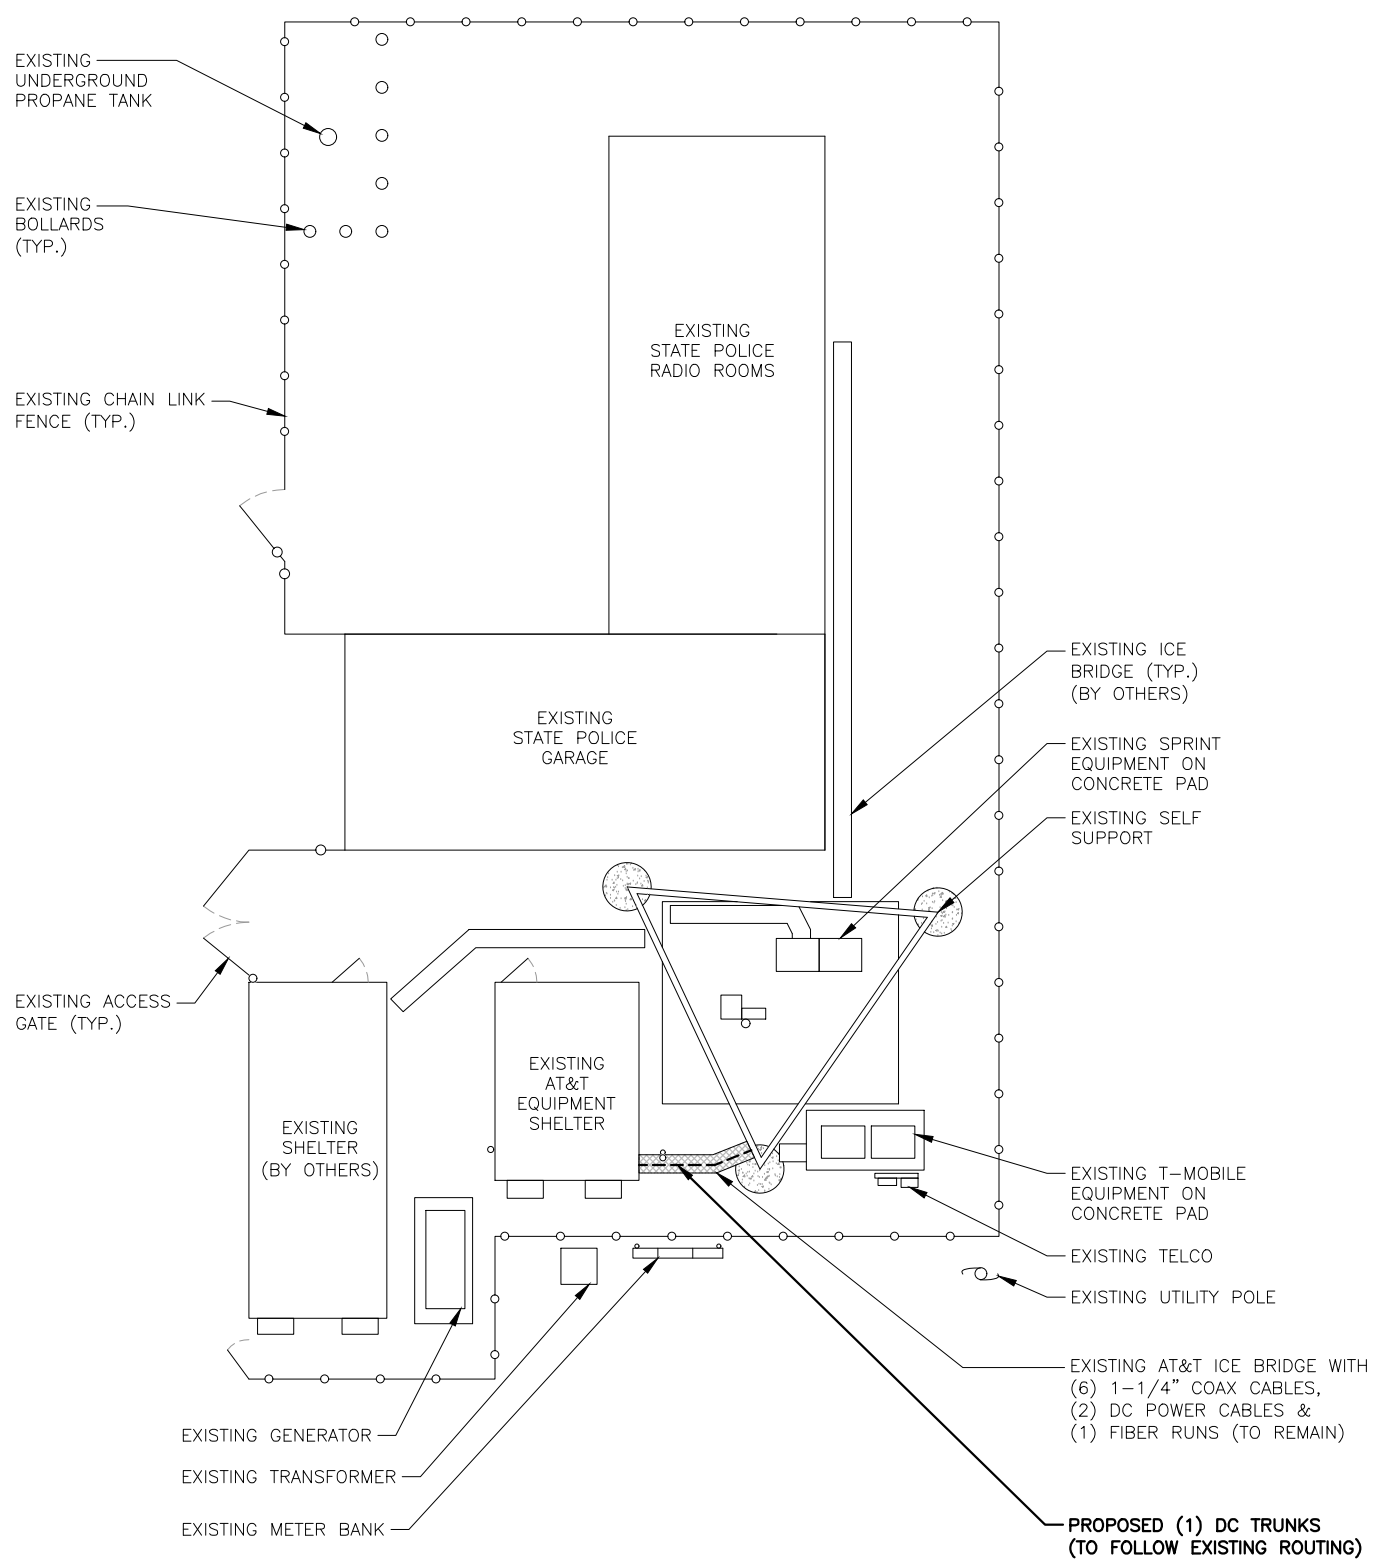 EXISTING
UNDERGROUND
PROPANE TANK
EXISTING
BOLLARDS
(TYP.)
EXISTING
STATE POLICE
RADIO ROOMS
EXISTING CHAIN LINK
FENCE (TYP.)
EXISTING ICE
BRIDGE (TYP.)
(BY OTHERS)
EXISTING
STATE POLICE
GARAGE
EXISTING SPRINT
EQUIPMENT ON
CONCRETE PAD
EXISTING SELF
SUPPORT
EXISTING ACCESS
GATE (TYP.)
EXISTING
AT&T
EQUIPMENT
SHELTER
EXISTING
SHELTER
(BY OTHERS)
EXISTING T-MOBILE
EQUIPMENT ON
CONCRETE PAD
EXISTING TELCO
EXISTING UTILITY POLE
EXISTING AT&T ICE BRIDGE WITH
(6) 1-1/4" COAX CABLES,
(2) DC POWER CABLES &
(1) FIBER RUNS (TO REMAIN)
EXISTING GENERATOR
EXISTING TRANSFORMER
EXISTING METER BANK
PROPOSED (1) DC TRUNKS
(TO FOLLOW EXISTING ROUTING)